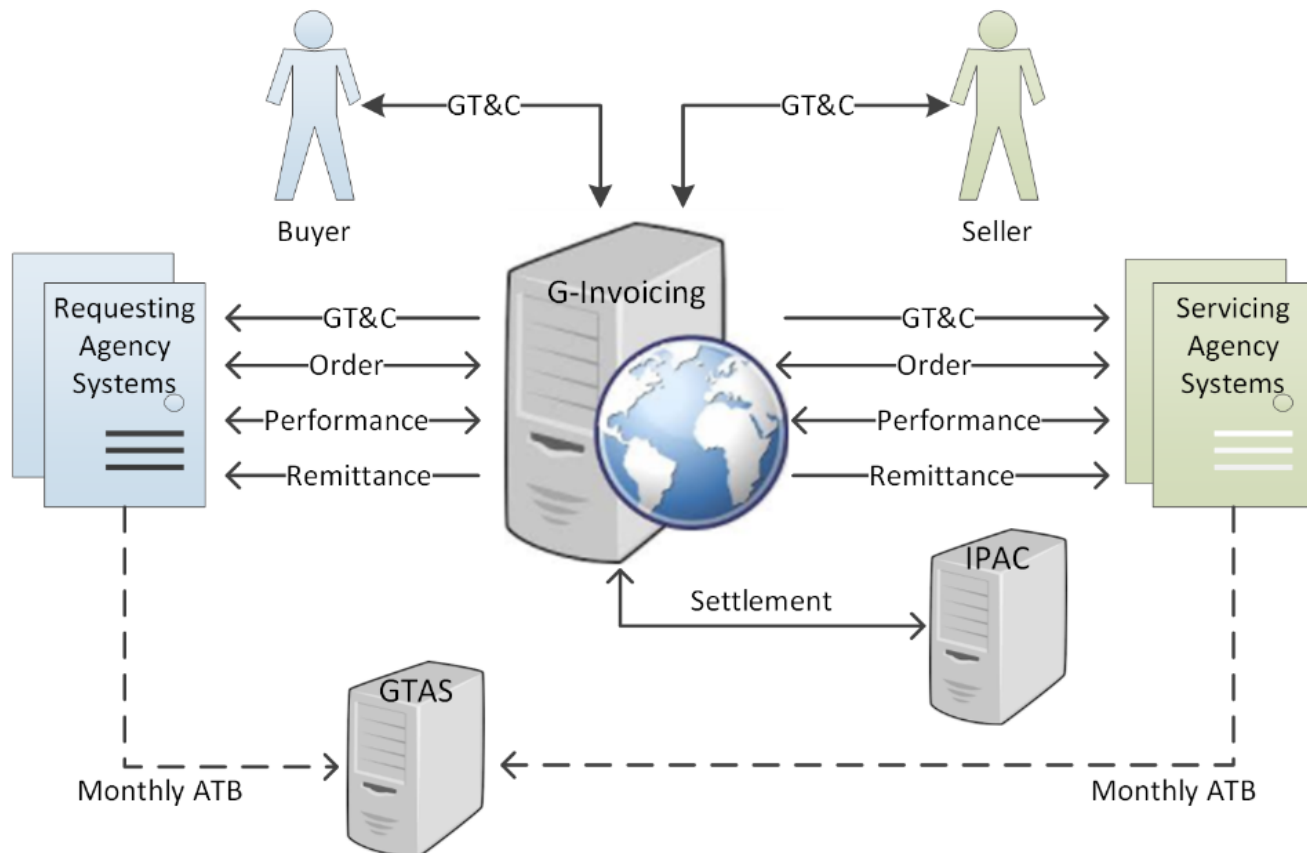 GT&C
GT&C
Buyer
Seller
G-Invoicing
Requesting
Agency
Systems
Servicing
Agency
Systems
GT&C
GT&C
Order
Order
Performance
Performance
Remittance
Remittance
IPAC
Settlement
GTAS
Monthly ATB
Monthly ATB